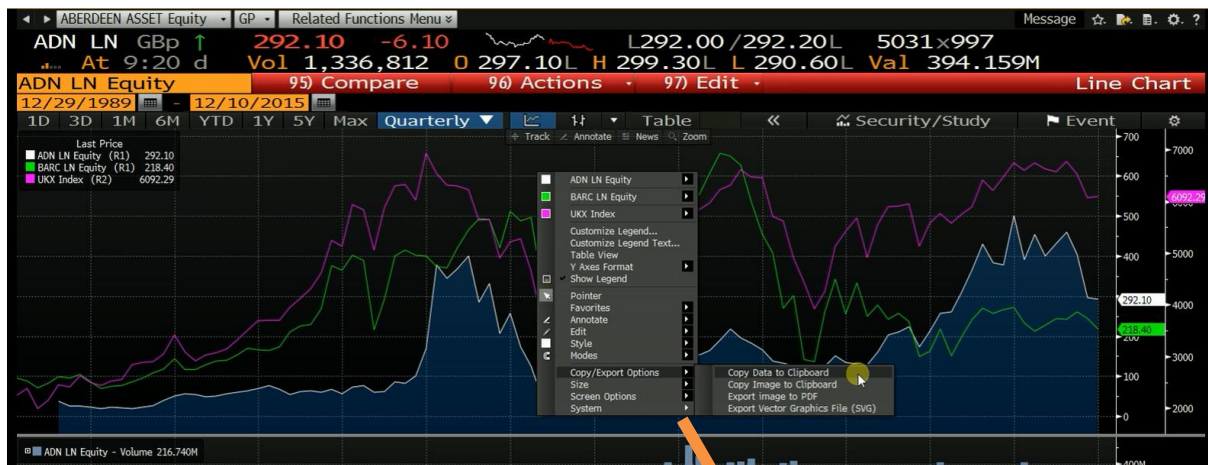 ABERDEEN ASSET Equity GP Related Functions Menu Message
ADN LN GBp ↑ 292.10 -6.10 L292.00/292.20L 5031×997
At 9:20 d Vol 1,336,812 O 297.10L H 299.30L L 290.60L Val 394.159M
ADN LN Equity 95) Compare 96) Actions 97) Edit Line Chart
12/29/1989 - 12/10/2015
1D 3D 1M 6M YTD 1Y 5Y Max Quarterly Table « Security/Study Event
Track Annotate News Zoom
Last Price
ADN LN Equity (R1) 292.10
BARC LN Equity (R1) 218.40
UKX Index (R2) 6092.29
ADN LN Equity
BARC LN Equity
UKX Index
Customize Legend...
Customize Legend Text...
Table View
Y Axes Format
Show Legend
Pointer
Favorites
Annotate
Edit
Style
Modes
Copy/Export Options
Size
Screen Options
System
Copy Data to Clipboard
Copy Image to Clipboard
Export image to PDF
Export Vector Graphics File (SVG)
700
600
500
400
292.10
218.40
200
100
0
7000
6092.29
5000
4000
3000
2000
ADN LN Equity - Volume 216.740M
400M